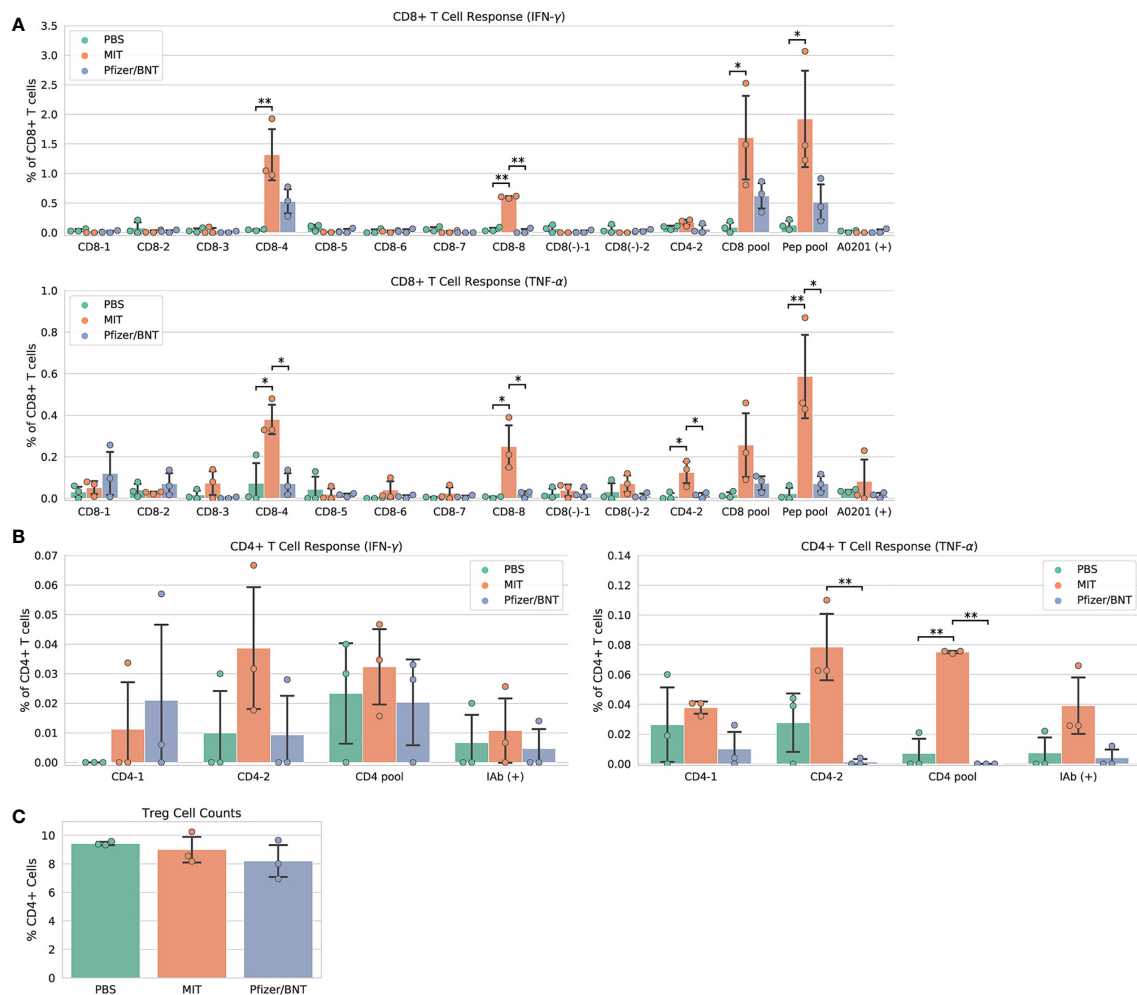 A
CD8+ T Cell Response (IFN-γ)
PBS
MIT
Pfizer/BNT
% of CD8+ T cells
3.5
3.0
2.5
2.0
1.5
1.0
0.5
0.0
** ** ** * *
CD8-1 CD8-2 CD8-3 CD8-4 CD8-5 CD8-6 CD8-7 CD8-8 CD8(-)-1 CD8(-)-2 CD4-2 CD8 pool Pep pool A0201 (+)
CD8+ T Cell Response (TNF-α)
PBS
MIT
Pfizer/BNT
% of CD8+ T cells
1.0
0.8
0.6
0.4
0.2
0.0
* * * * * * ** *
CD8-1 CD8-2 CD8-3 CD8-4 CD8-5 CD8-6 CD8-7 CD8-8 CD8(-)-1 CD8(-)-2 CD4-2 CD8 pool Pep pool A0201 (+)
B
CD4+ T Cell Response (IFN-γ)
PBS
MIT
Pfizer/BNT
% of CD4+ T cells
0.07
0.06
0.05
0.04
0.03
0.02
0.01
0.00
CD4-1 CD4-2 CD4 pool IAb (+)
CD4+ T Cell Response (TNF-α)
PBS
MIT
Pfizer/BNT
% of CD4+ T cells
0.14
0.12
0.10
0.08
0.06
0.04
0.02
0.00
** ** **
CD4-1 CD4-2 CD4 pool IAb (+)
C
Treg Cell Counts
% CD4+ Cells
10
8
6
4
2
0
PBS MIT Pfizer/BNT